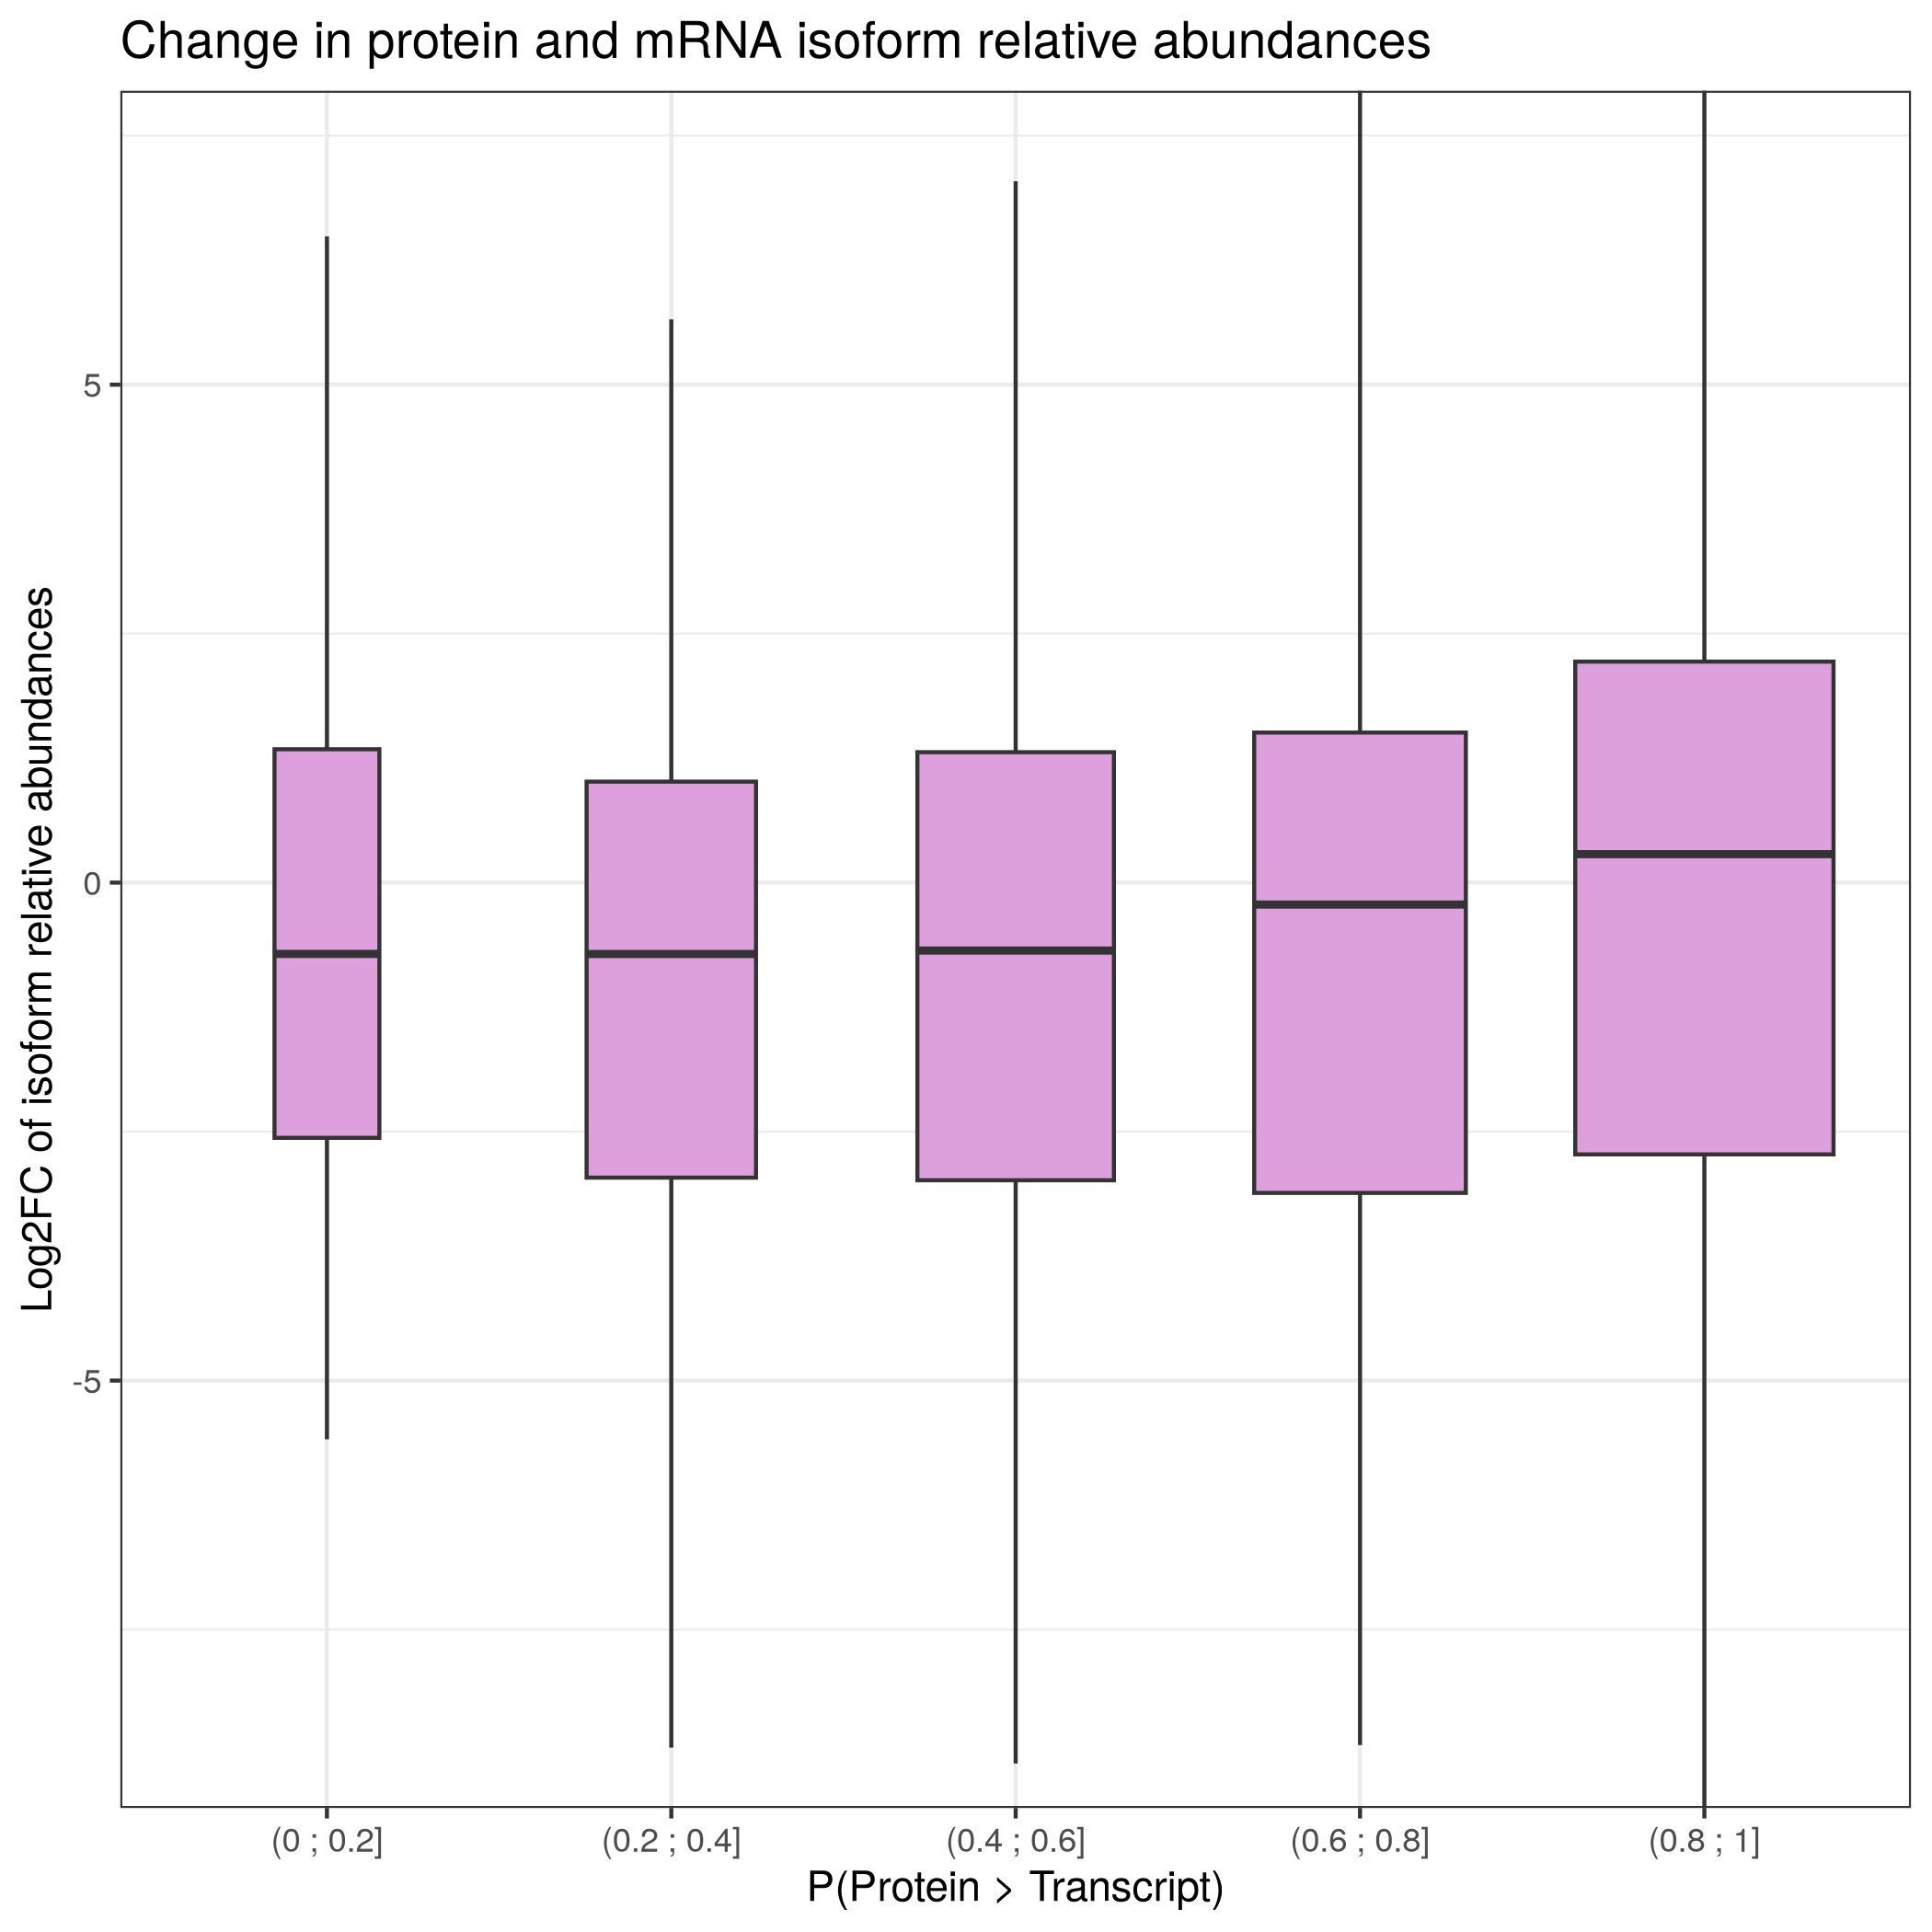 Change in protein and mRNA isoform relative abundances
Log2FC of isoform relative abundances
5
0
-5
(0 ; 0.2]
(0.2 ; 0.4]
(0.4 ; 0.6]
(0.6 ; 0.8]
(0.8 ; 1]
P(Protein > Transcript)